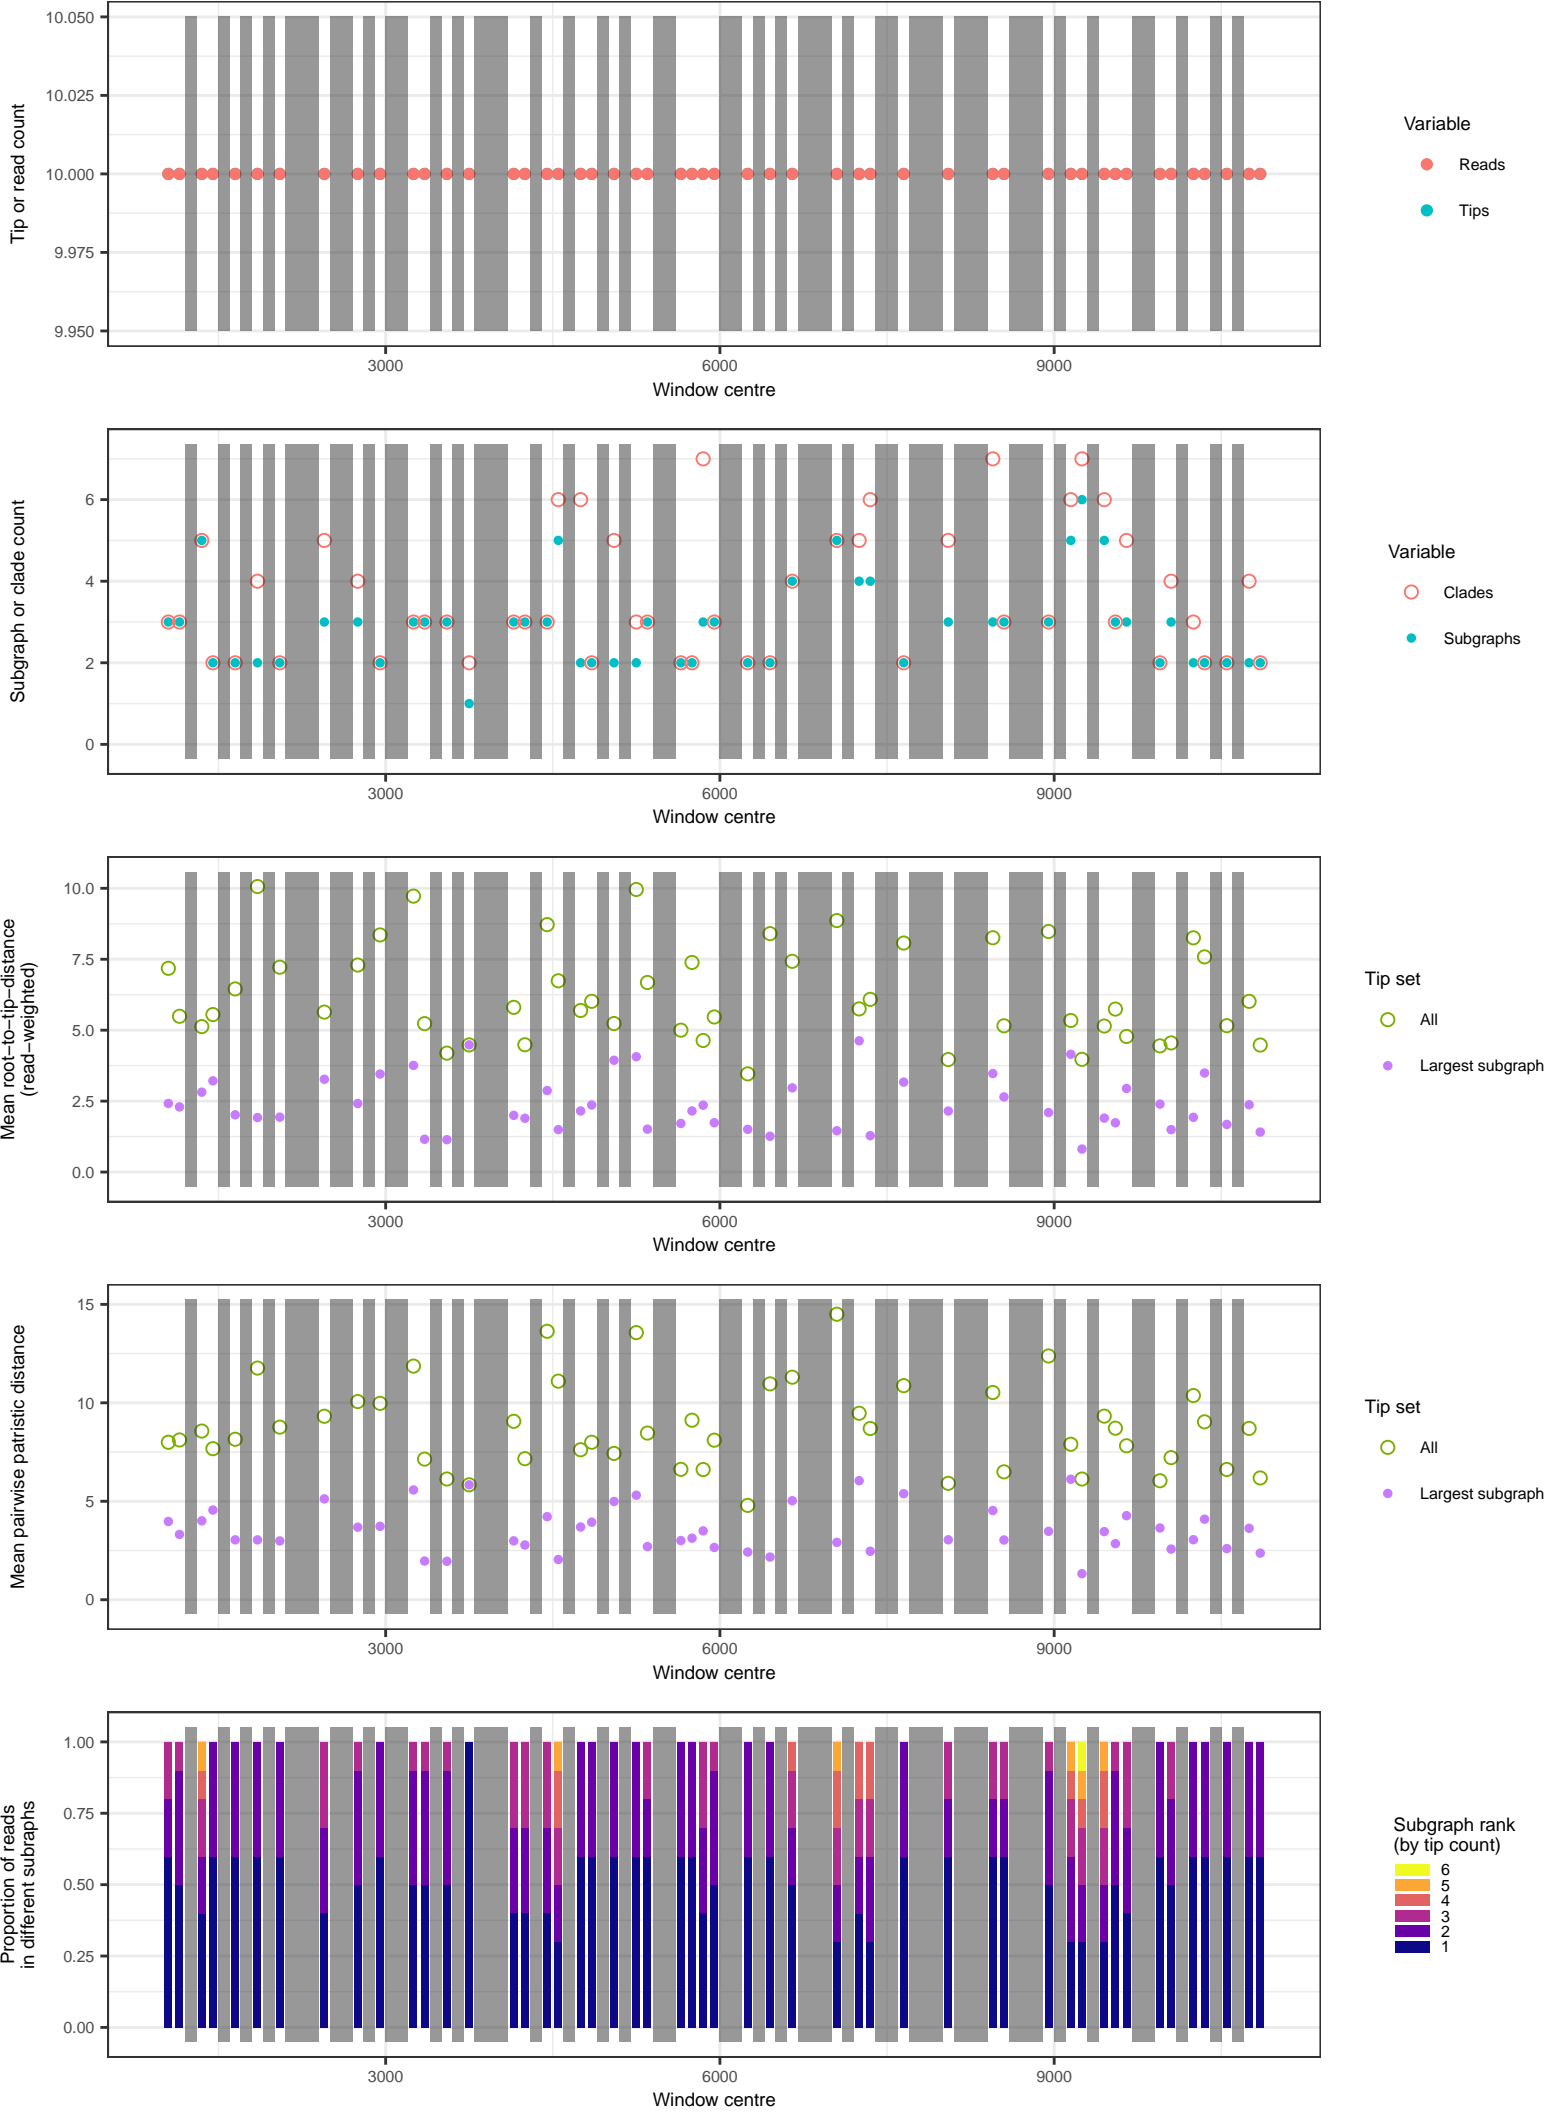 Tip or read count
10.050
10.025
10.000
9.975
9.950
3000
6000
9000
Window centre
Variable
Reads
Tips
Subgraph or clade count
6
4
2
0
3000
6000
9000
Window centre
Variable
Clades
Subgraphs
Mean root−to−tip−distance
(read−weighted)
10.0
7.5
5.0
2.5
0.0
3000
6000
9000
Window centre
Tip set
All
Largest subgraph
Mean pairwise patristic distance
15
10
5
0
3000
6000
9000
Window centre
Tip set
All
Largest subgraph
Proportion of reads
in different subraphs
1.00
0.75
0.50
0.25
0.00
3000
6000
9000
Window centre
Subgraph rank
(by tip count)
6
5
4
3
2
1